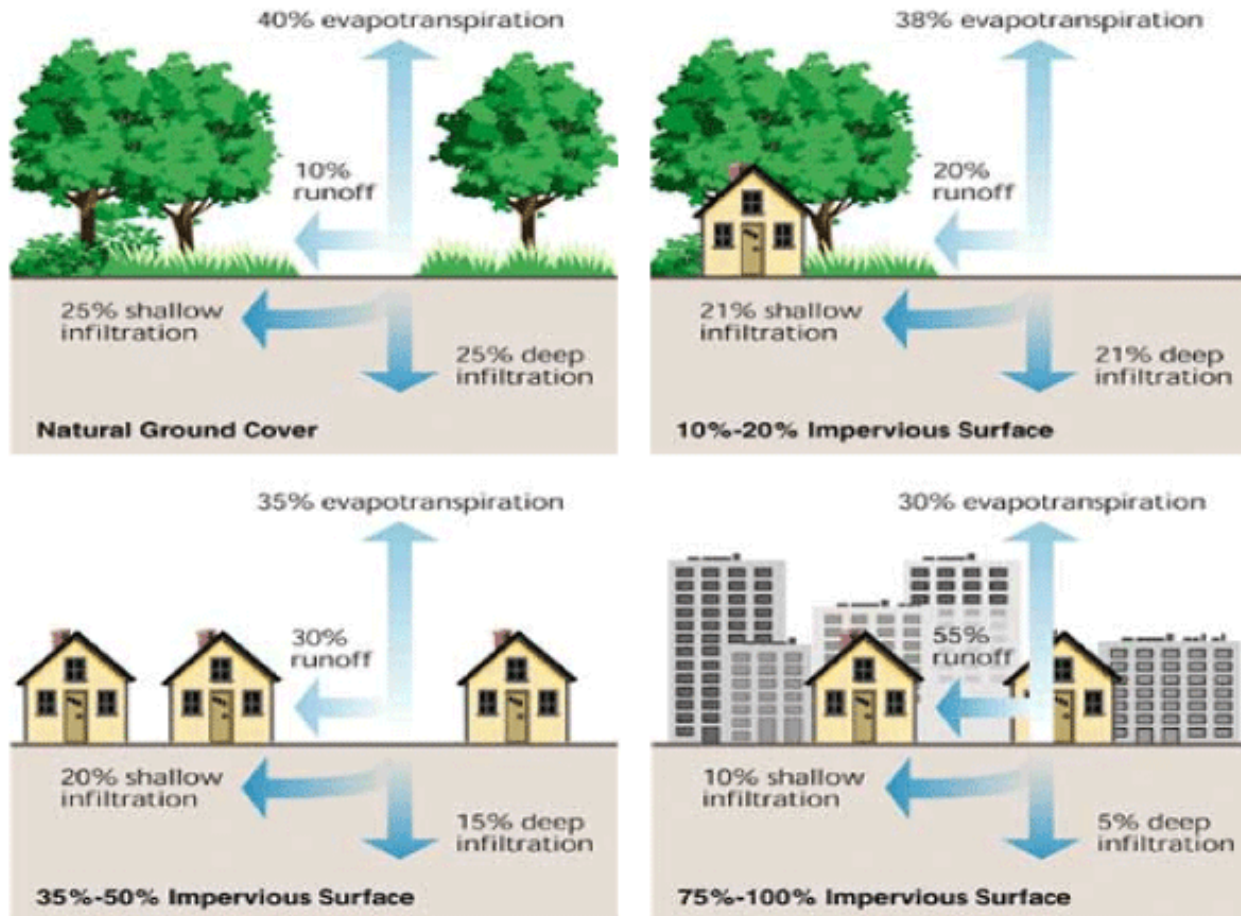 40% evapotranspiration
10%
runoff
25% shallow
infiltration
25% deep
infiltration
Natural Ground Cover
38% evapotranspiration
20%
runoff
21% shallow
infiltration
21% deep
infiltration
10%-20% Impervious Surface
35% evapotranspiration
30%
runoff
20% shallow
infiltration
15% deep
infiltration
35%-50% Impervious Surface
30% evapotranspiration
55%
runoff
10% shallow
infiltration
5% deep
infiltration
75%-100% Impervious Surface